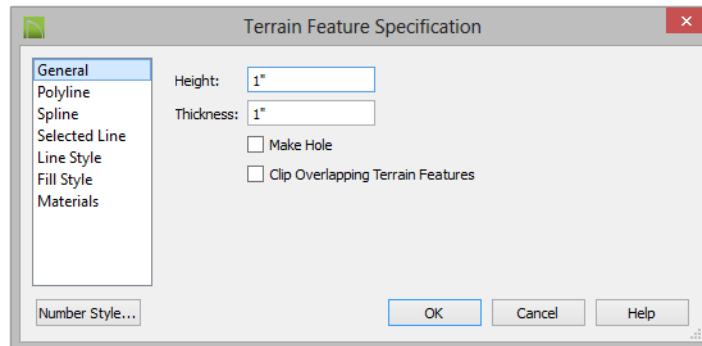 Terrain Feature Specification
General
Polyline
Spline
Selected Line
Line Style
Fill Style
Materials
Height: 1"
Thickness: 1"
Make Hole
Clip Overlapping Terrain Features
Number Style...
OK
Cancel
Help